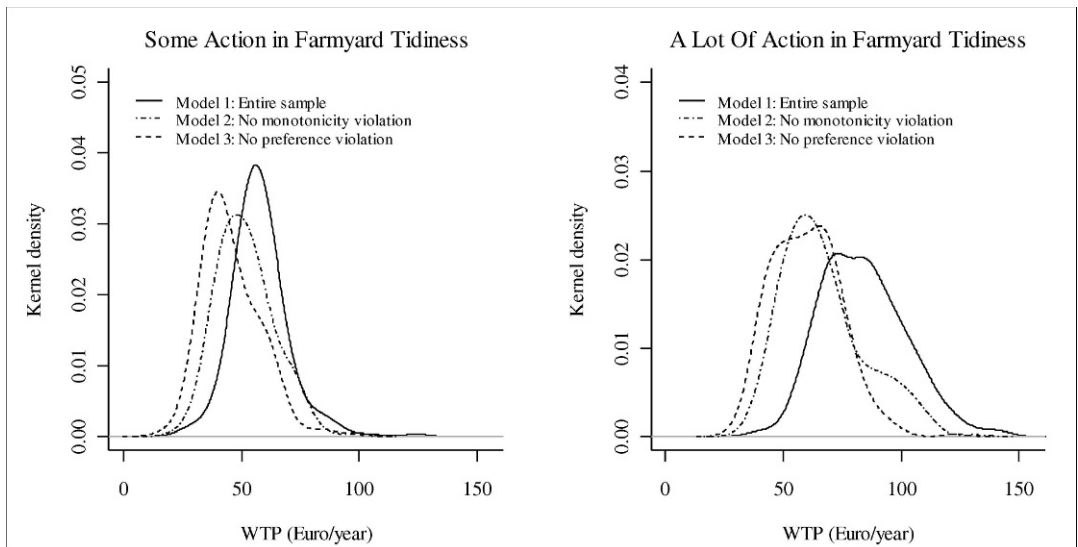 Some Action in Farmyard Tidiness
Kernel density
0.00 0.01 0.02 0.03 0.04 0.05
Model 1: Entire sample
Model 2: No monotonicity violation
Model 3: No preference violation
0 50 100 150
WTP (Euro/year)
A Lot Of Action in Farmyard Tidiness
Kernel density
0.00 0.01 0.02 0.03 0.04
Model 1: Entire sample
Model 2: No monotonicity violation
Model 3: No preference violation
0 50 100 150
WTP (Euro/year)